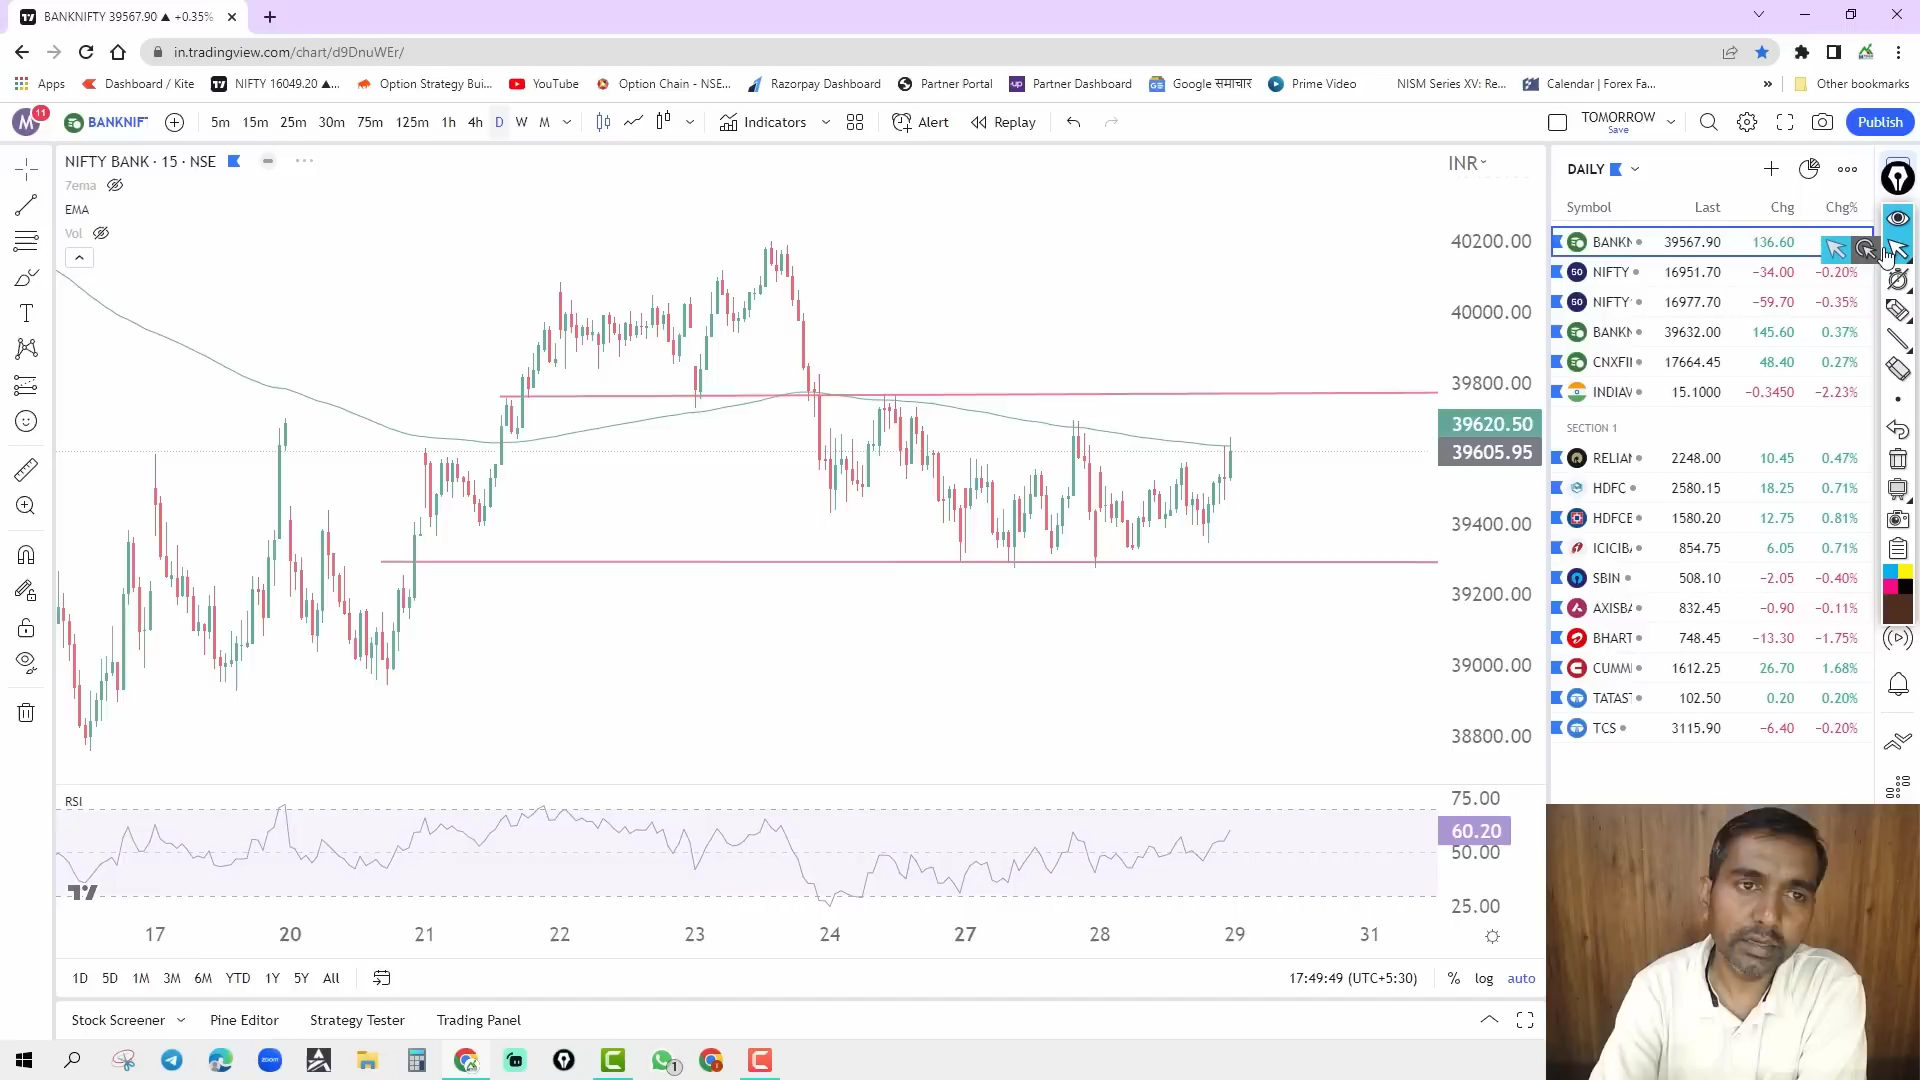 BANKNIFTY 39567.90 ▲ +0.35%
in.tradingview.com/chart/d9DnuWEr/
Apps Dashboard / Kite NIFTY 16049.20 ▲... Option Strategy Bui... YouTube Option Chain - NSE... Razorpay Dashboard Partner Portal Partner Dashboard Google समाचार Prime Video NISM Series XV: Re... Calendar | Forex Fa... » Other bookmarks
M 11 BANKNIF 5m 15m 25m 30m 75m 125m 1h 4h D W M Indicators Alert Replay TOMORROW Publish
Save
NIFTY BANK · 15 · NSE
7ema
EMA
Vol
INR
40200.00
40000.00
39800.00
39620.50
39605.95
39400.00
39200.00
39000.00
38800.00
RSI
75.00
60.20
50.00
25.00
17 20 21 22 23 24 27 28 29 31
1D 5D 1M 3M 6M YTD 1Y 5Y All 17:49:49 (UTC+5:30) % log auto
Stock Screener Pine Editor Strategy Tester Trading Panel
DAILY
Symbol Last Chg Chg%
BANKN 39567.90 136.60
NIFTY 16951.70 −34.00 −0.20%
NIFTY 16977.70 −59.70 −0.35%
BANKN 39632.00 145.60 0.37%
CNXFI 17664.45 48.40 0.27%
INDIAV 15.1000 −0.3450 −2.23%
SECTION 1
RELIAN 2248.00 10.45 0.47%
HDFC 2580.15 18.25 0.71%
HDFCB 1580.20 12.75 0.81%
ICICIB 854.75 6.05 0.71%
SBIN 508.10 −2.05 −0.40%
AXISBA 832.45 −0.90 −0.11%
BHART 748.45 −13.30 −1.75%
CUMMI 1612.25 26.70 1.68%
TATAST 102.50 0.20 0.20%
TCS 3115.90 −6.40 −0.20%
zoom
1